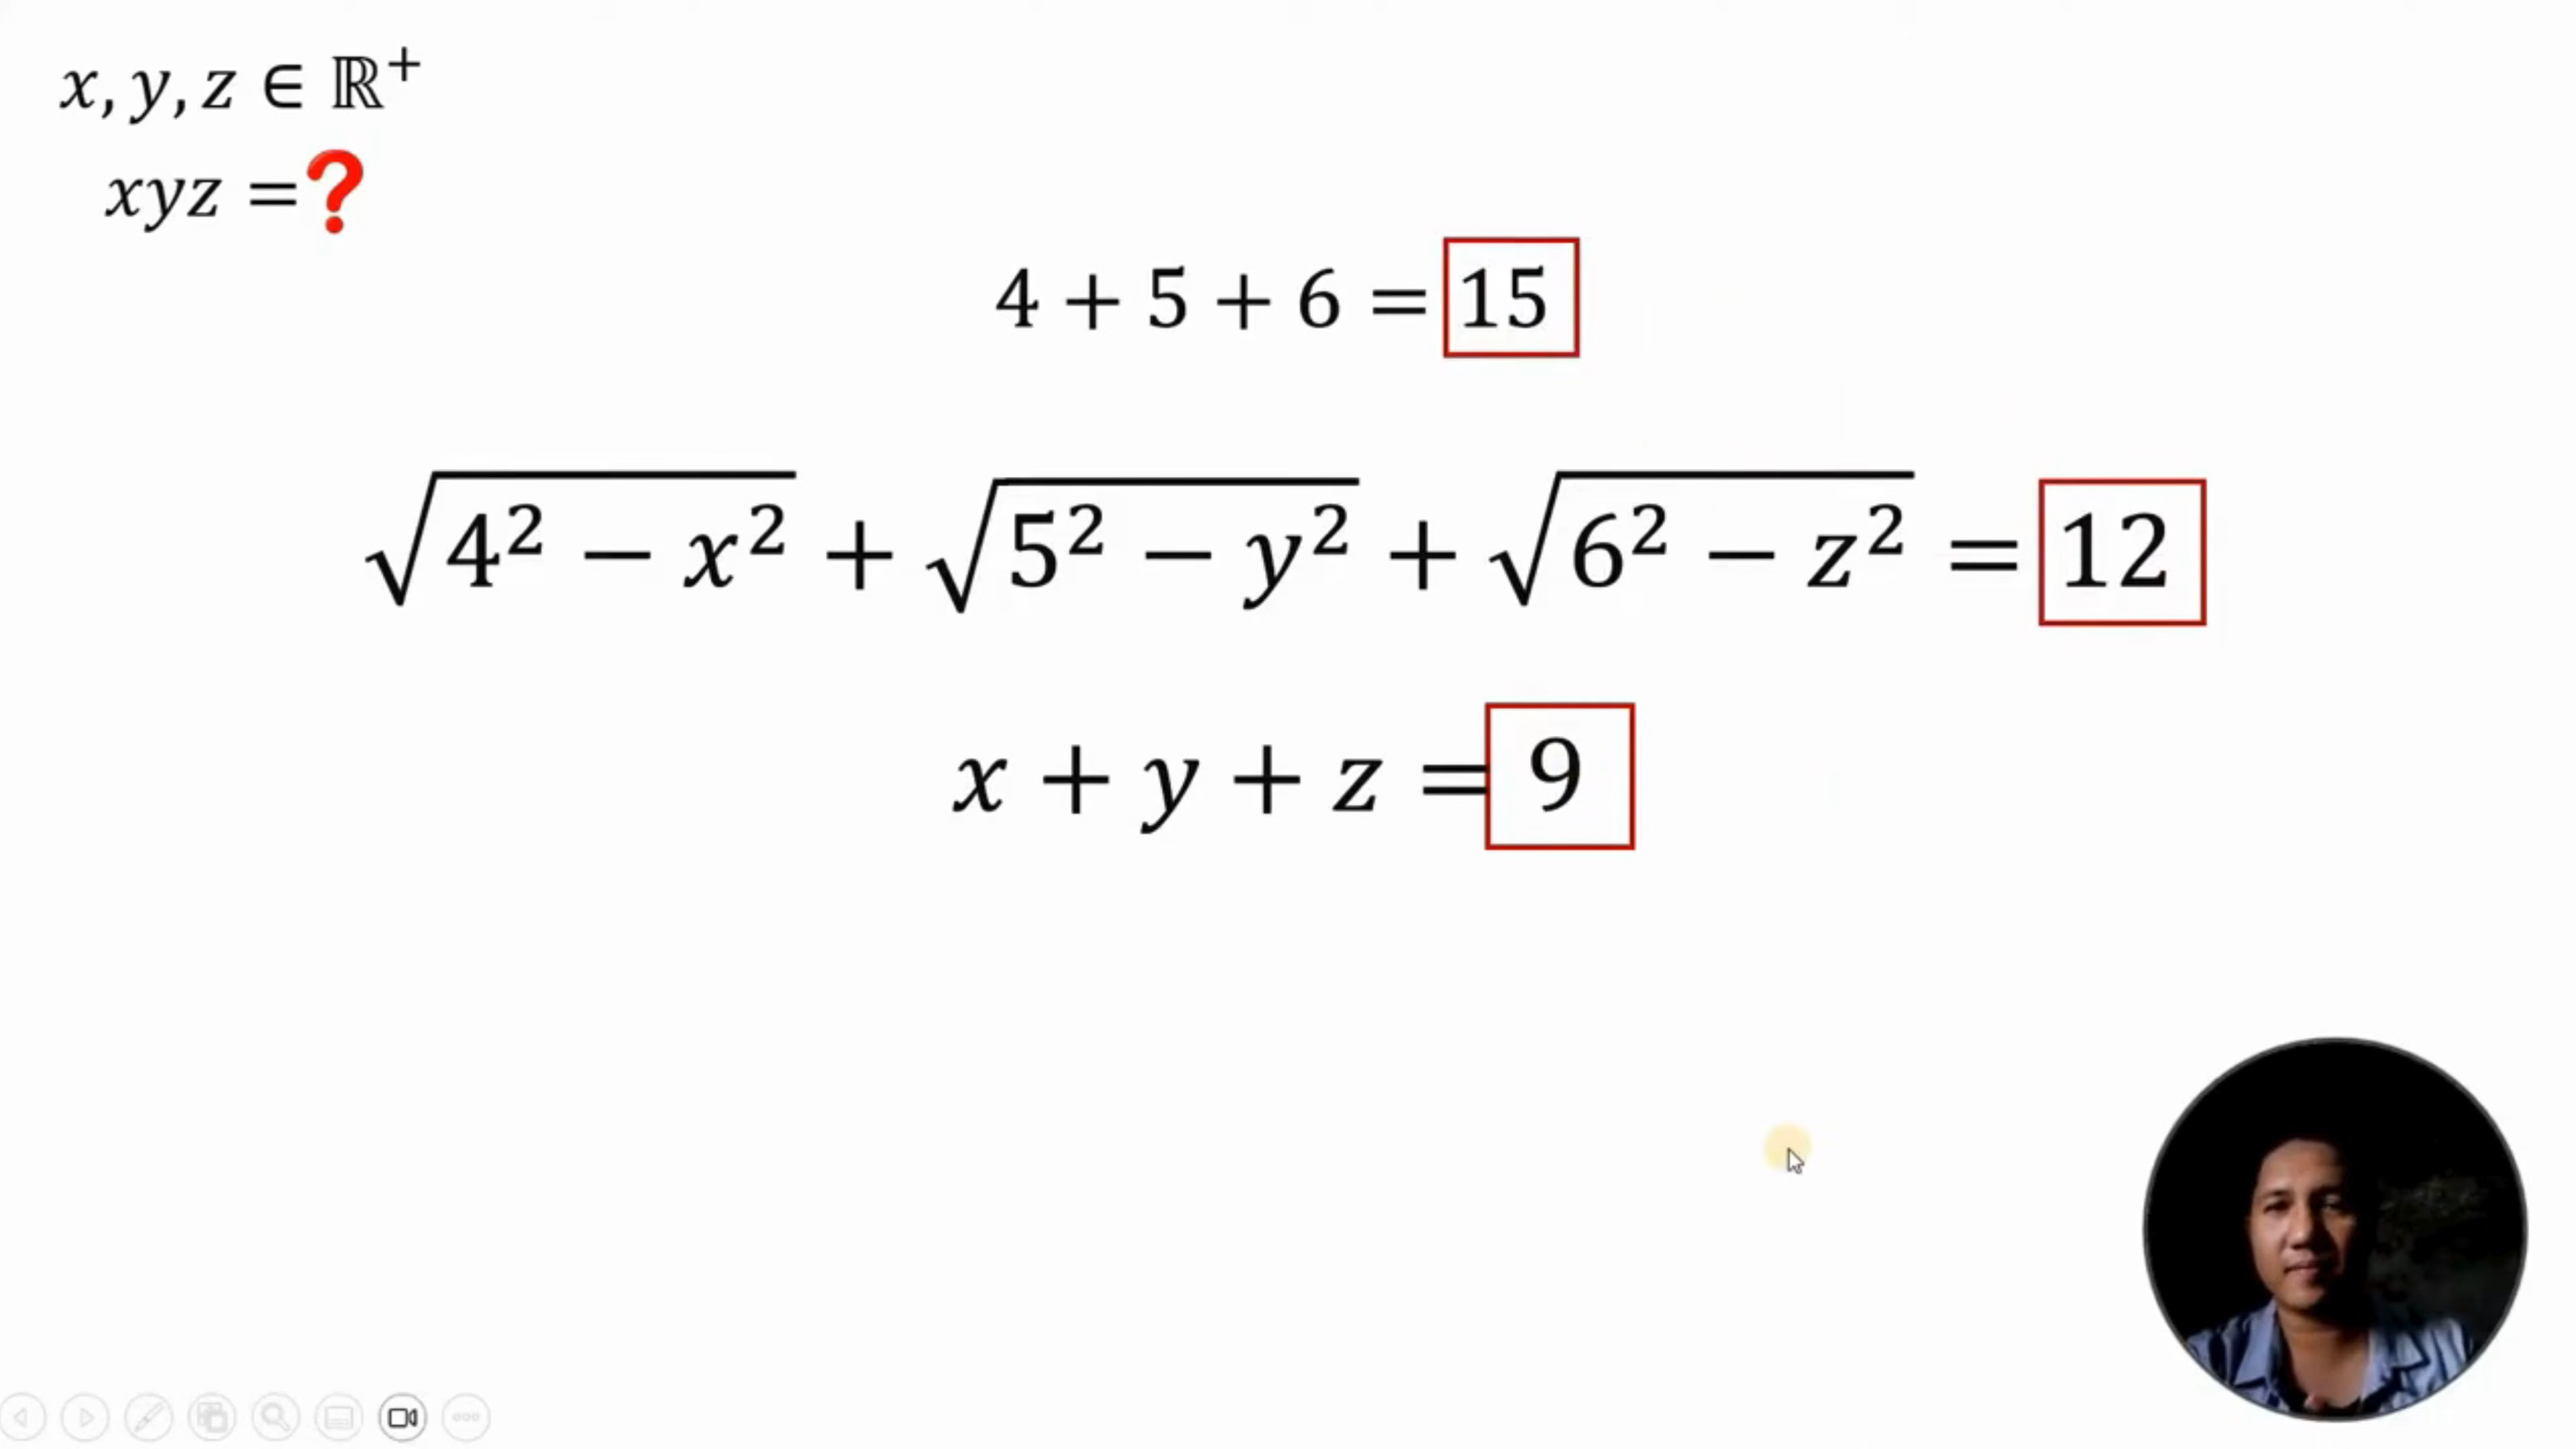 x, y, z ∈ ℝ⁺
xyz =❓
4 + 5 + 6 = 15
√(4² − x²) + √(5² − y²) + √(6² − z²) = 12
x + y + z = 9